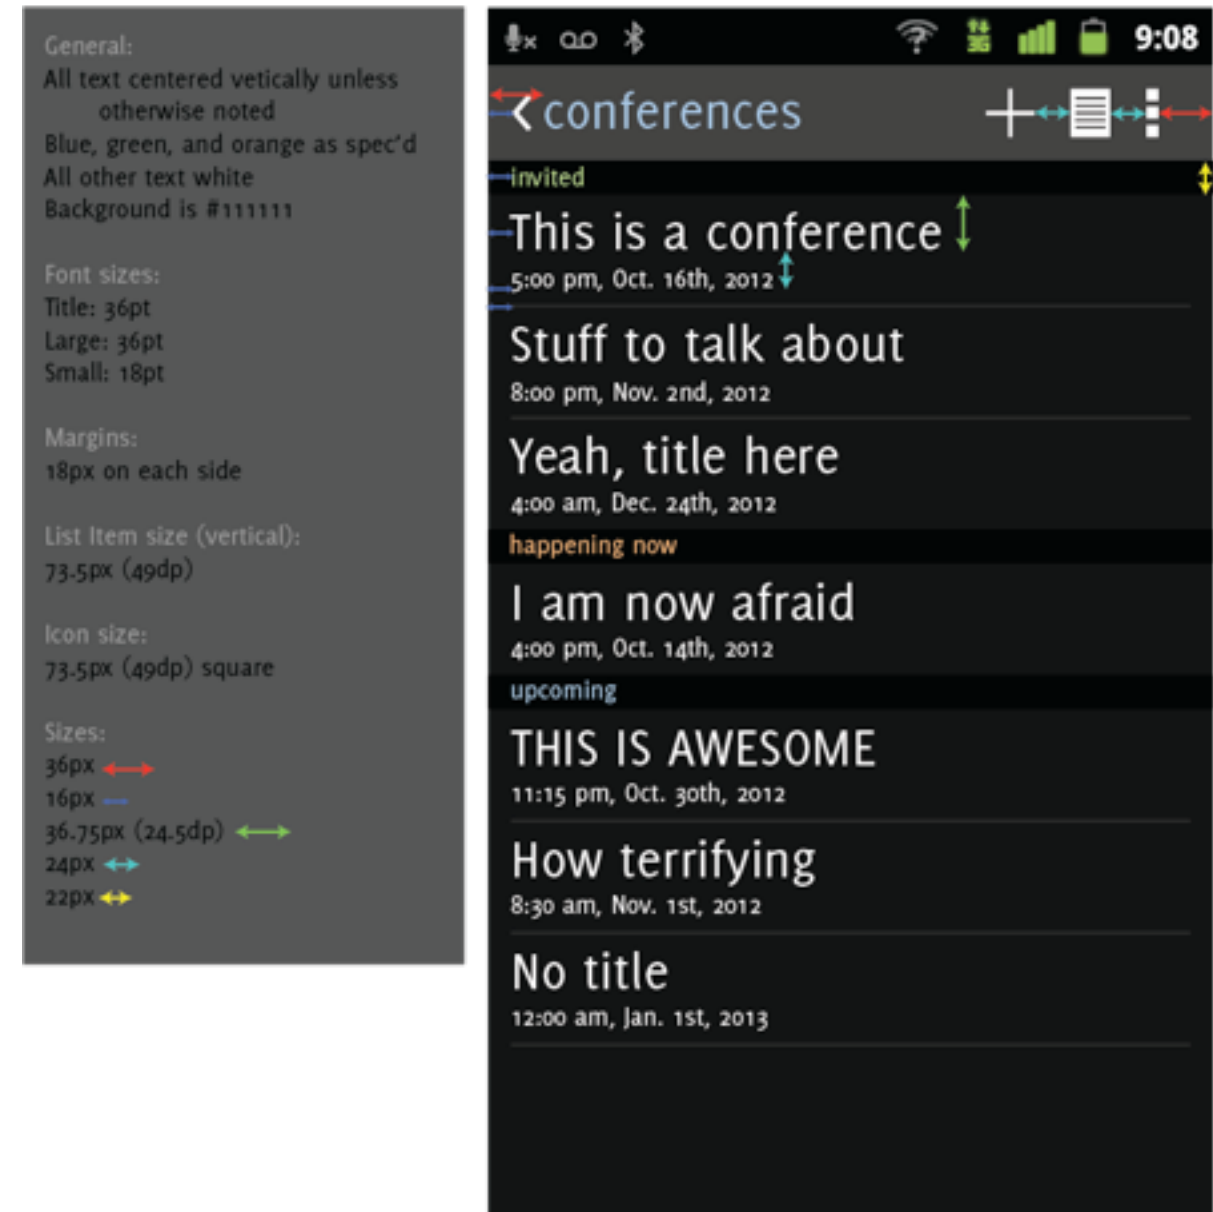 General:
All text centered vetically unless
otherwise noted
Blue, green, and orange as spec'd
All other text white
Background is #111111
Font sizes:
Title: 36pt
Large: 36pt
Small: 18pt
Margins:
18px on each side
List Item size (vertical):
73.5px (49dp)
Icon size:
73.5px (49dp) square
Sizes:
36px
16px
36.75px (24.5dp)
24px
22px
3G
9:08
conferences
invited
This is a conference
5:00 pm, Oct. 16th, 2012
Stuff to talk about
8:00 pm, Nov. 2nd, 2012
Yeah, title here
4:00 am, Dec. 24th, 2012
happening now
I am now afraid
4:00 pm, Oct. 14th, 2012
upcoming
THIS IS AWESOME
11:15 pm, Oct. 30th, 2012
How terrifying
8:30 am, Nov. 1st, 2012
No title
12:00 am, Jan. 1st, 2013